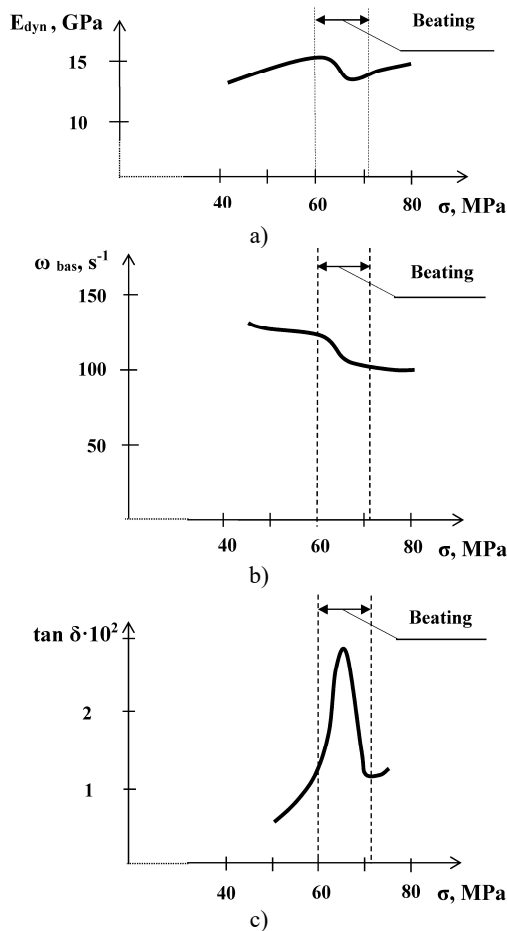 E_dyn , GPa
Beating
15
10
40 60 80 σ, MPa
a)
ω bas, s⁻¹
Beating
150
100
50
40 60 80 σ, MPa
b)
Beating
tan δ·10²
2
1
40 60 80 σ, MPa
c)